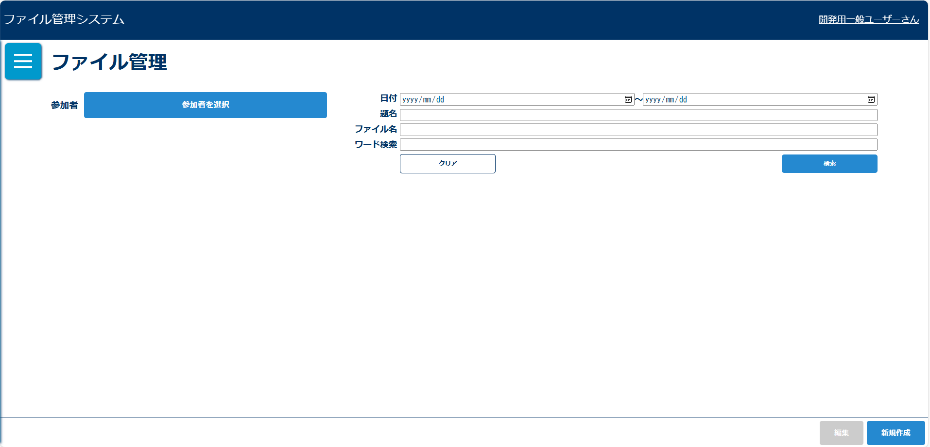 ファイル管理システム
開発用一般ユーザーさん
ファイル管理
参加者
参加者を選択
日付
yyyy/mm/dd
～
yyyy/mm/dd
題名
ファイル名
ワード検索
クリア
検索
編集
新規作成